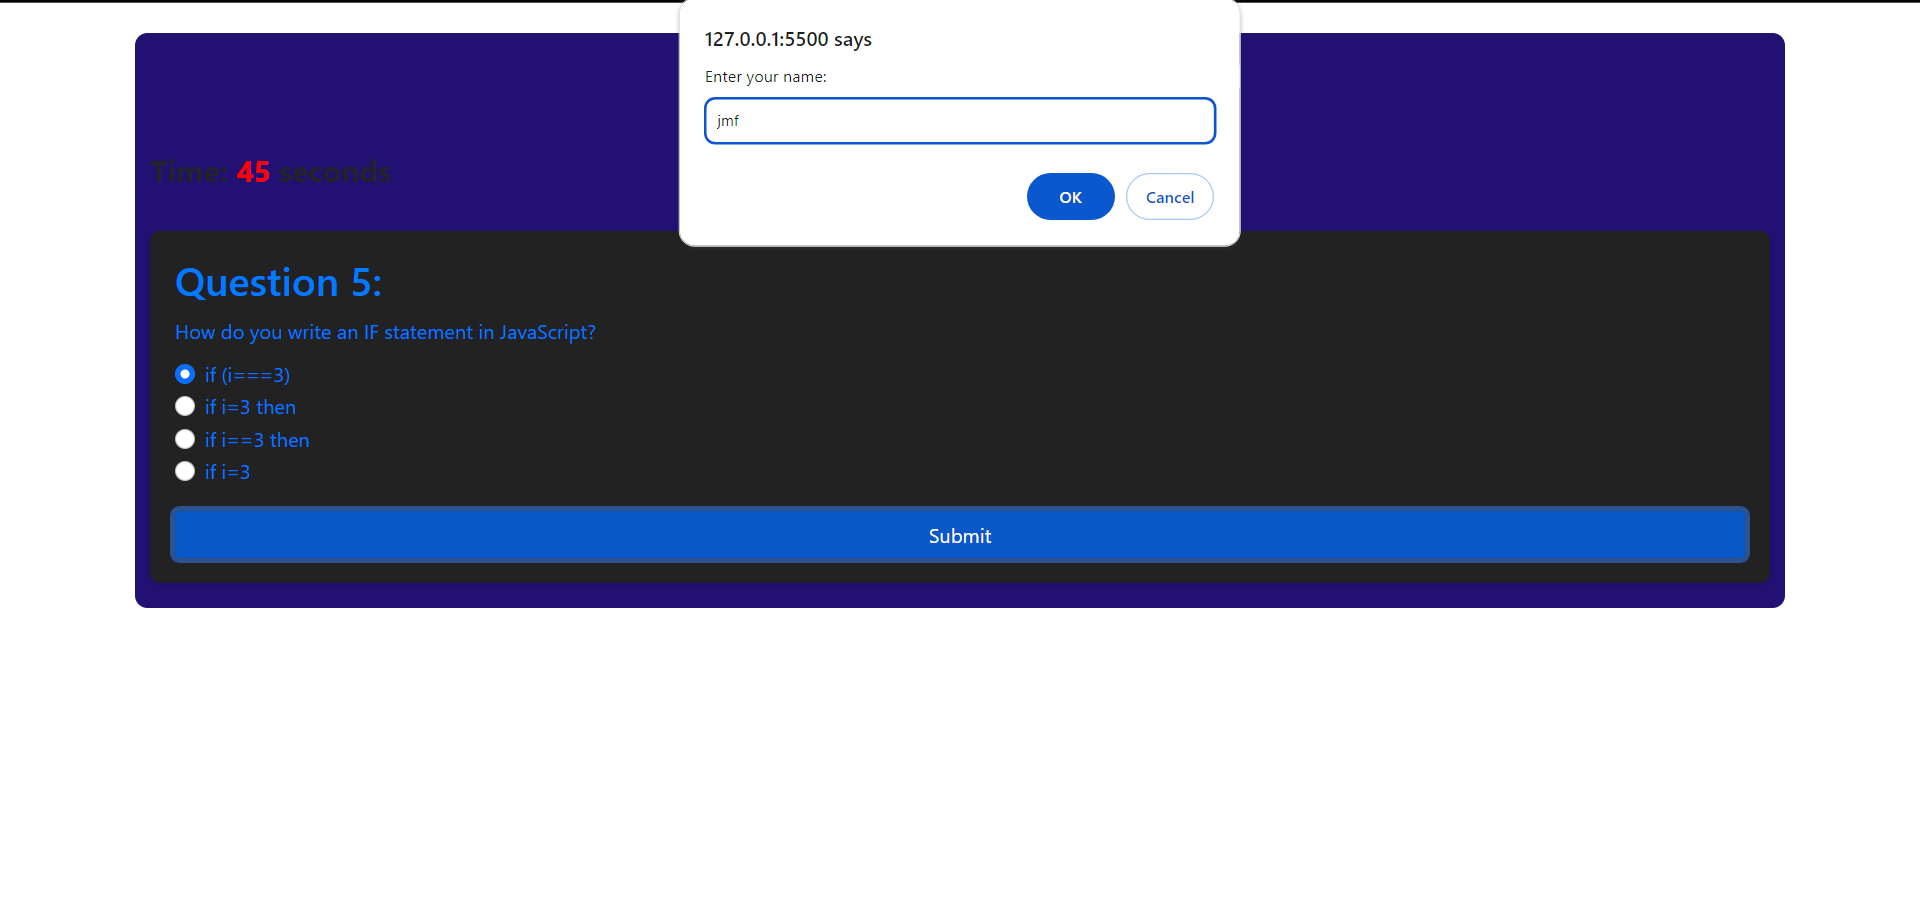 127.0.0.1:5500 says
Enter your name:
jmf
OK Cancel
Time: 45 seconds
Question 5:
How do you write an IF statement in JavaScript?
if (i===3)
if i=3 then
if i==3 then
if i=3
Submit